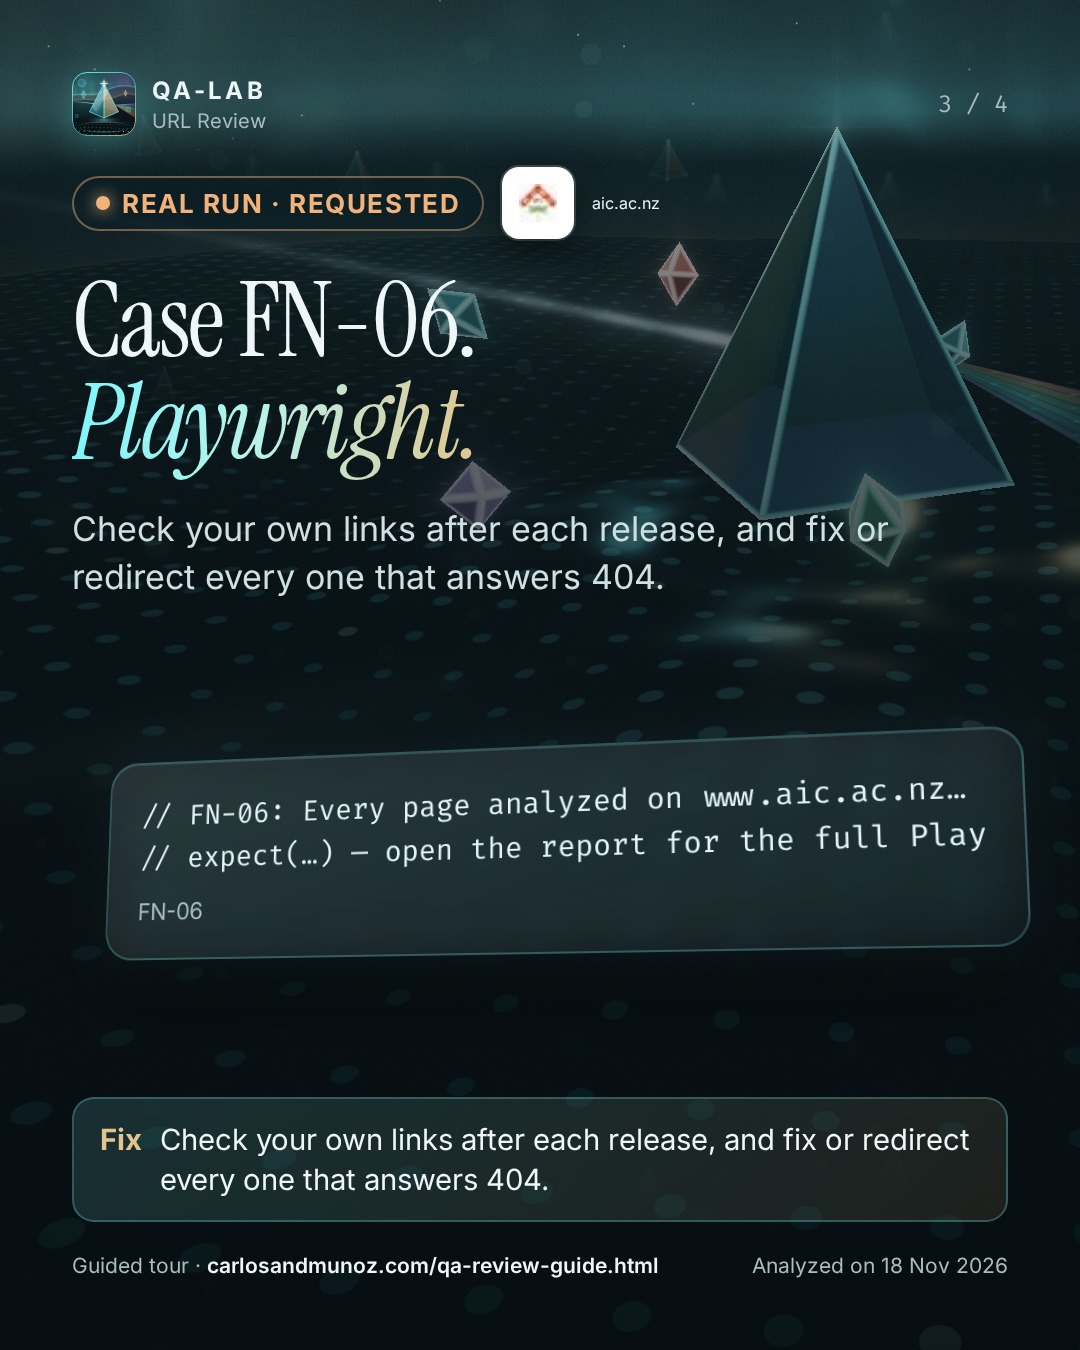 QA-LAB
URL Review
3 / 4
REAL RUN · REQUESTED
aic.ac.nz
Case FN-06.
Playwright.
Check your own links after each release, and fix or
redirect every one that answers 404.
// FN-06: Every page analyzed on www.aic.ac.nz…
// expect(…) — open the report for the full Play
FN-06
Fix Check your own links after each release, and fix or redirect
every one that answers 404.
Guided tour · carlosandmunoz.com/qa-review-guide.html
Analyzed on 18 Nov 2026